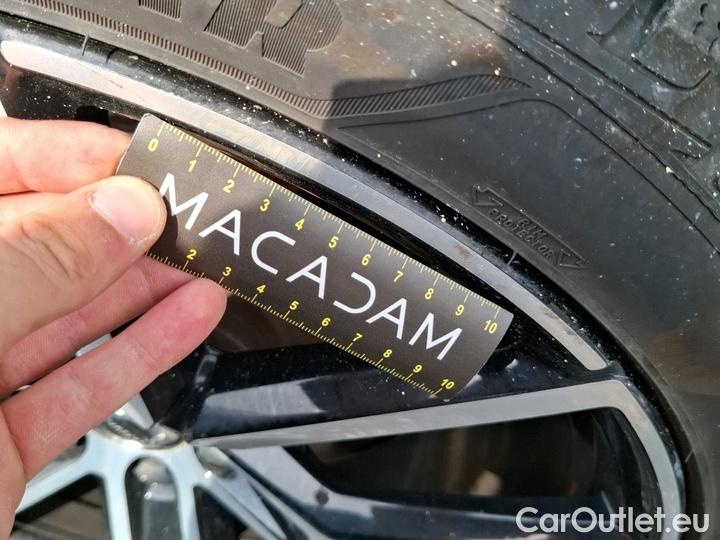 RIM
PROTECTOR
0 1 2 3 4 5 6 7 8 9 10
MACADAM
2 3 4 5 6 7 8 9 10
CarOutlet.eu